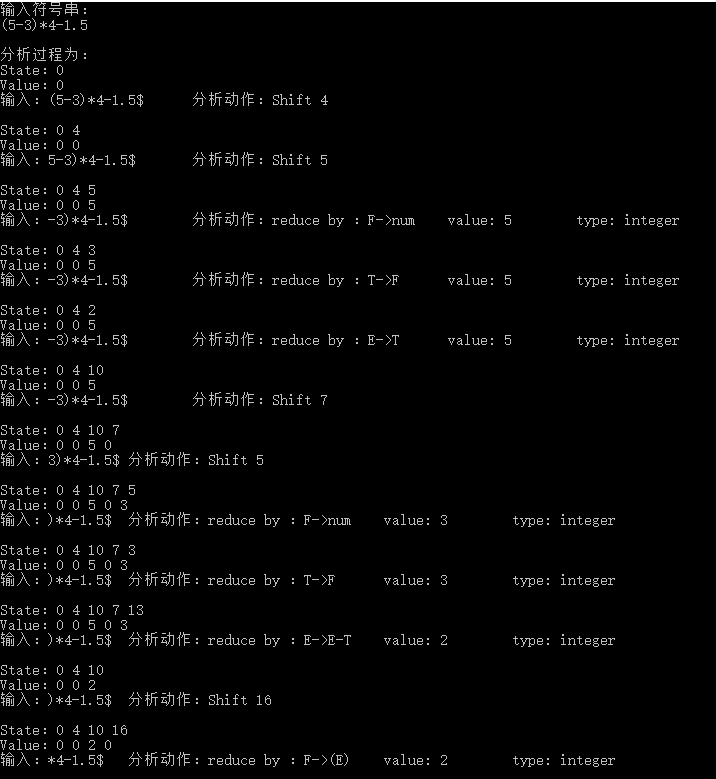 输入符号串：
(5-3)*4-1.5
分析过程为：
State: 0
Value: 0
输入：(5-3)*4-1.5$ 分析动作：Shift 4
State: 0 4
Value: 0 0
输入：5-3)*4-1.5$ 分析动作：Shift 5
State: 0 4 5
Value: 0 0 5
输入：-3)*4-1.5$ 分析动作：reduce by ：F->num value: 5 type: integer
State: 0 4 3
Value: 0 0 5
输入：-3)*4-1.5$ 分析动作：reduce by ：T->F value: 5 type: integer
State: 0 4 2
Value: 0 0 5
输入：-3)*4-1.5$ 分析动作：reduce by ：E->T value: 5 type: integer
State: 0 4 10
Value: 0 0 5
输入：-3)*4-1.5$ 分析动作：Shift 7
State: 0 4 10 7
Value: 0 0 5 0
输入：3)*4-1.5$ 分析动作：Shift 5
State: 0 4 10 7 5
Value: 0 0 5 0 3
输入：)*4-1.5$ 分析动作：reduce by ：F->num value: 3 type: integer
State: 0 4 10 7 3
Value: 0 0 5 0 3
输入：)*4-1.5$ 分析动作：reduce by ：T->F value: 3 type: integer
State: 0 4 10 7 13
Value: 0 0 5 0 3
输入：)*4-1.5$ 分析动作：reduce by ：E->E-T value: 2 type: integer
State: 0 4 10
Value: 0 0 2
输入：)*4-1.5$ 分析动作：Shift 16
State: 0 4 10 16
Value: 0 0 2 0
输入：*4-1.5$ 分析动作：reduce by ：F->(E) value: 2 type: integer